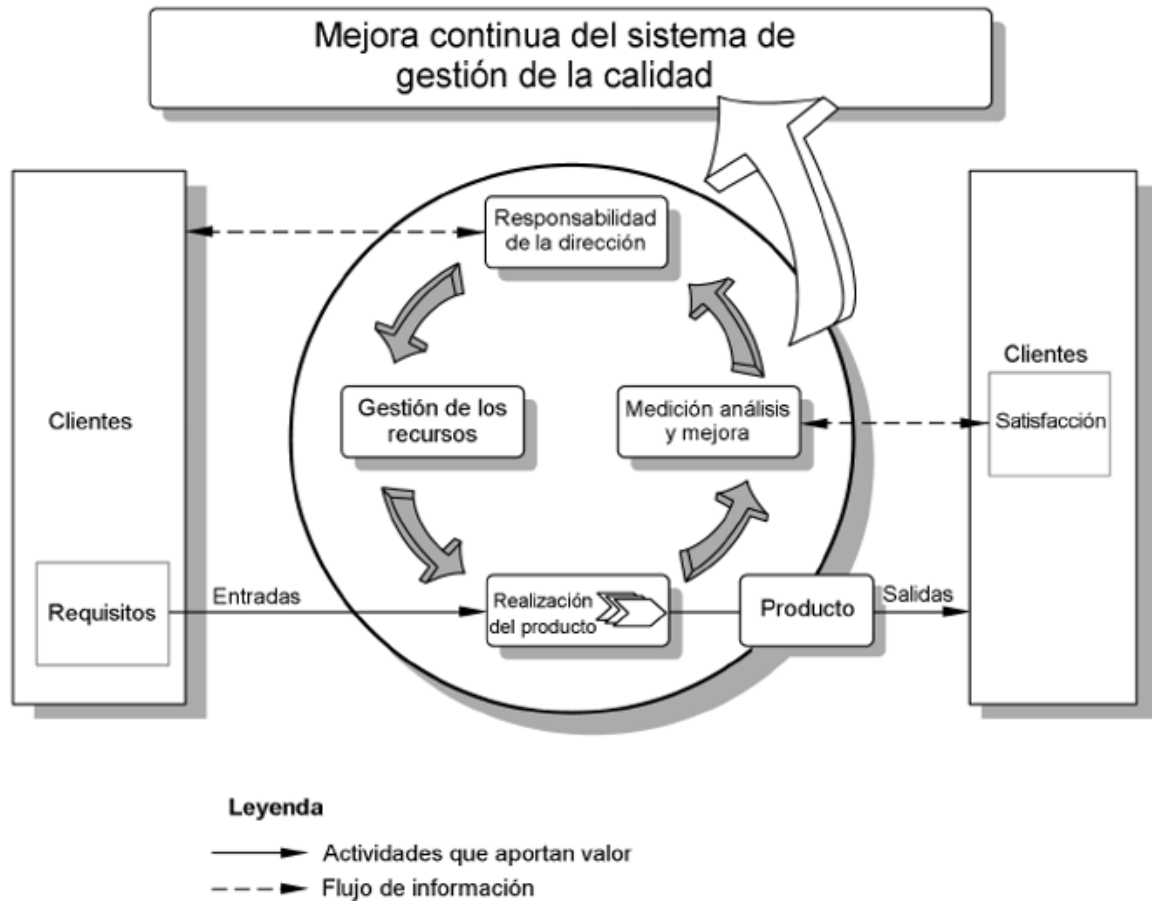 Mejora continua del sistema de
gestión de la calidad
Responsabilidad
de la dirección
Clientes
Gestión de los
recursos
Medición análisis
y mejora
Clientes
Satisfacción
Requisitos
Entradas
Realización
del producto
Producto
Salidas
Leyenda
Actividades que aportan valor
Flujo de información